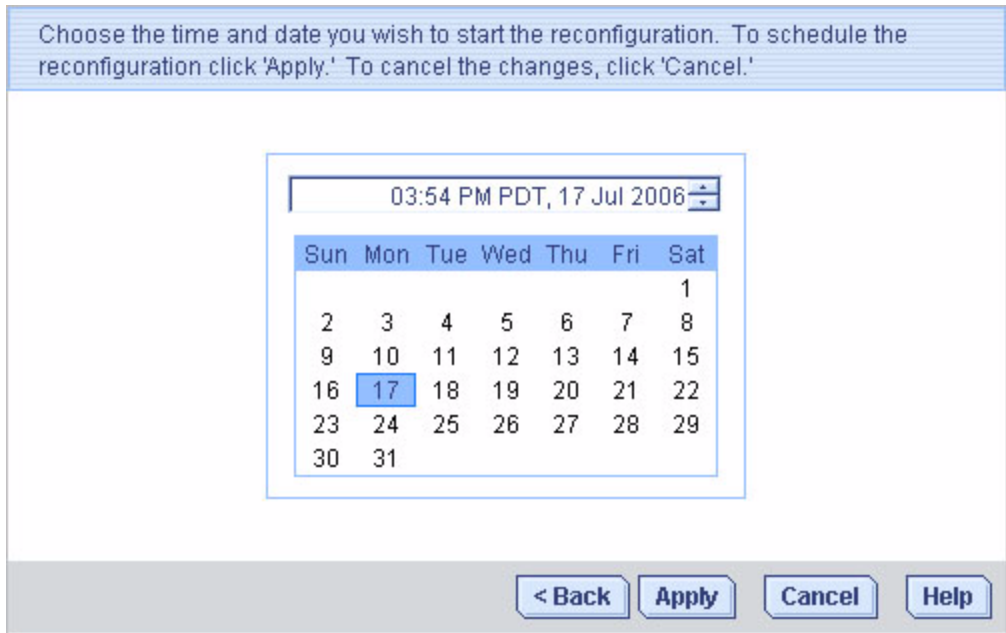 Choose the time and date you wish to start the reconfiguration.  To schedule the
reconfiguration click 'Apply.'  To cancel the changes, click 'Cancel.'
03:54 PM PDT, 17 Jul 2006
Sun Mon Tue Wed Thu Fri Sat
1
2 3 4 5 6 7 8
9 10 11 12 13 14 15
16 17 18 19 20 21 22
23 24 25 26 27 28 29
30 31
< Back Apply Cancel Help